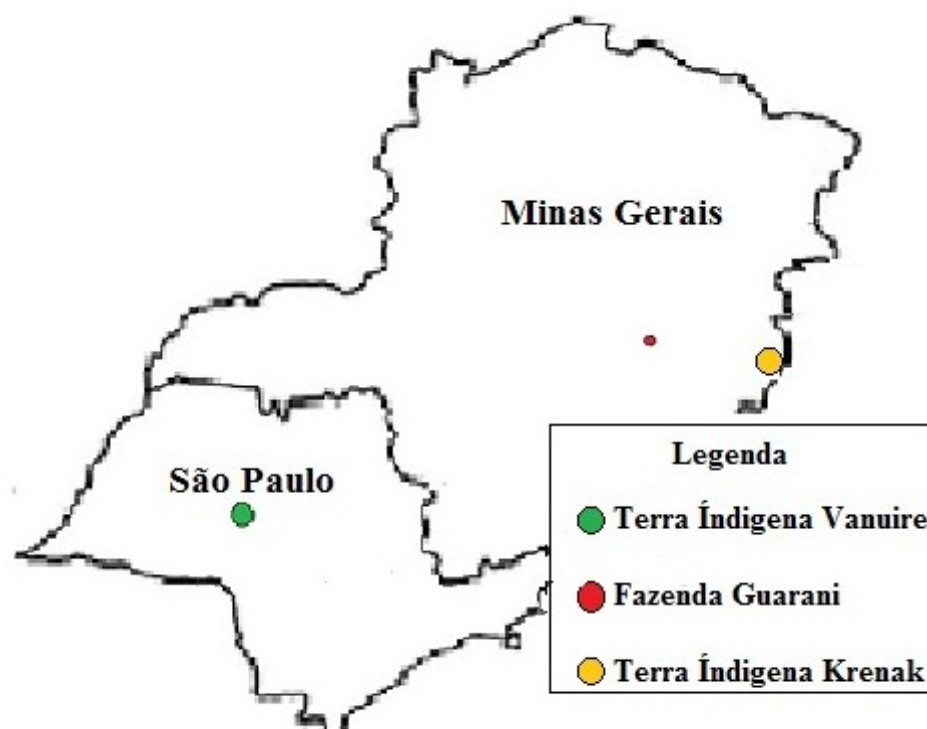 Minas Gerais
São Paulo
Legenda
Terra Índigena Vanuire
Fazenda Guarani
Terra Índigena Krenak